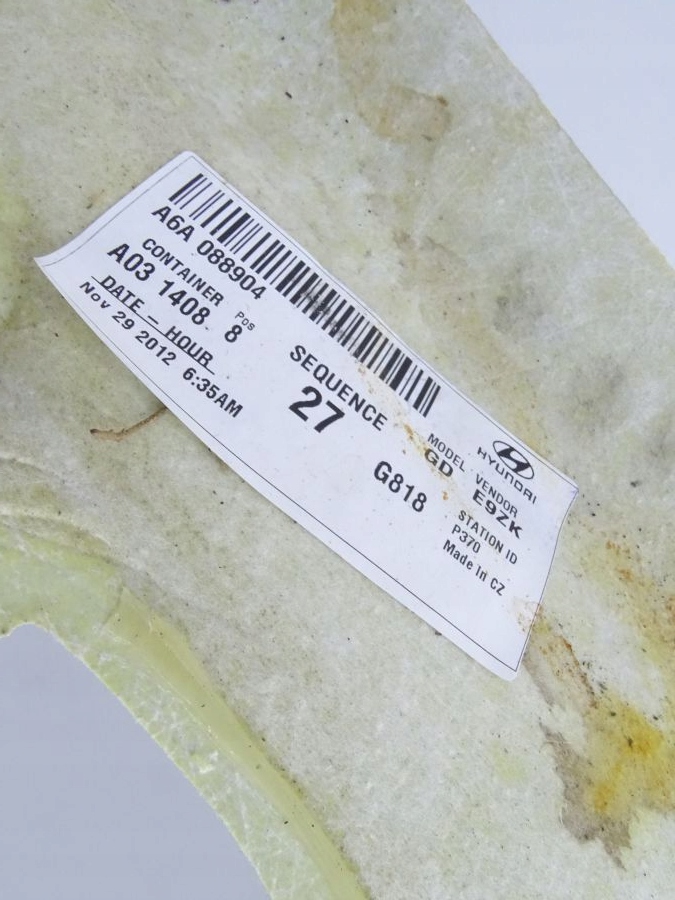 A6A 088904
CONTAINER Pos
A03 1408 8
DATE - HOUR
Nov 29 2012 6:35AM
SEQUENCE
27
G818
HYUNDAI
MODEL VENDOR
GD E9ZK
STATION ID
P370
Made In CZ